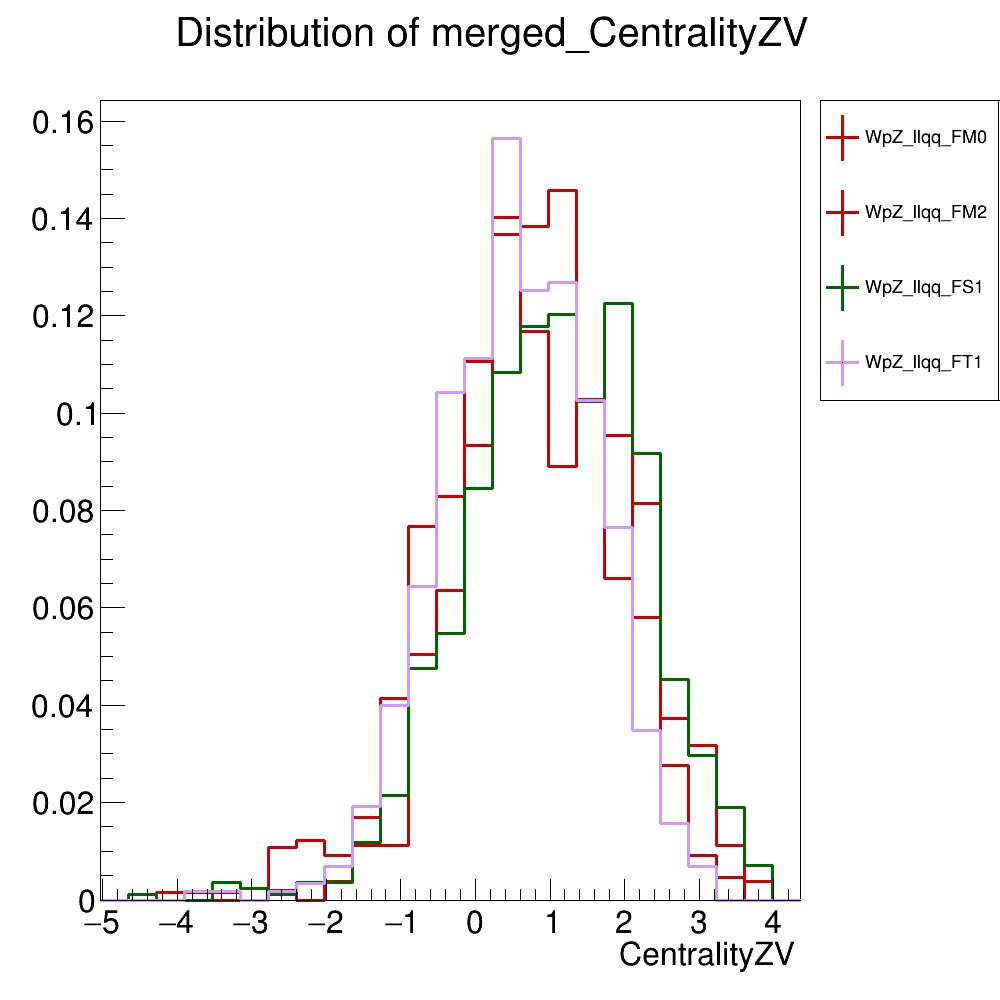 Distribution of merged_CentralityZV
0.16
0.14
0.12
0.1
0.08
0.06
0.04
0.02
0
−5 −4 −3 −2 −1 0 1 2 3 4
CentralityZV
WpZ_llqq_FM0
WpZ_llqq_FM2
WpZ_llqq_FS1
WpZ_llqq_FT1